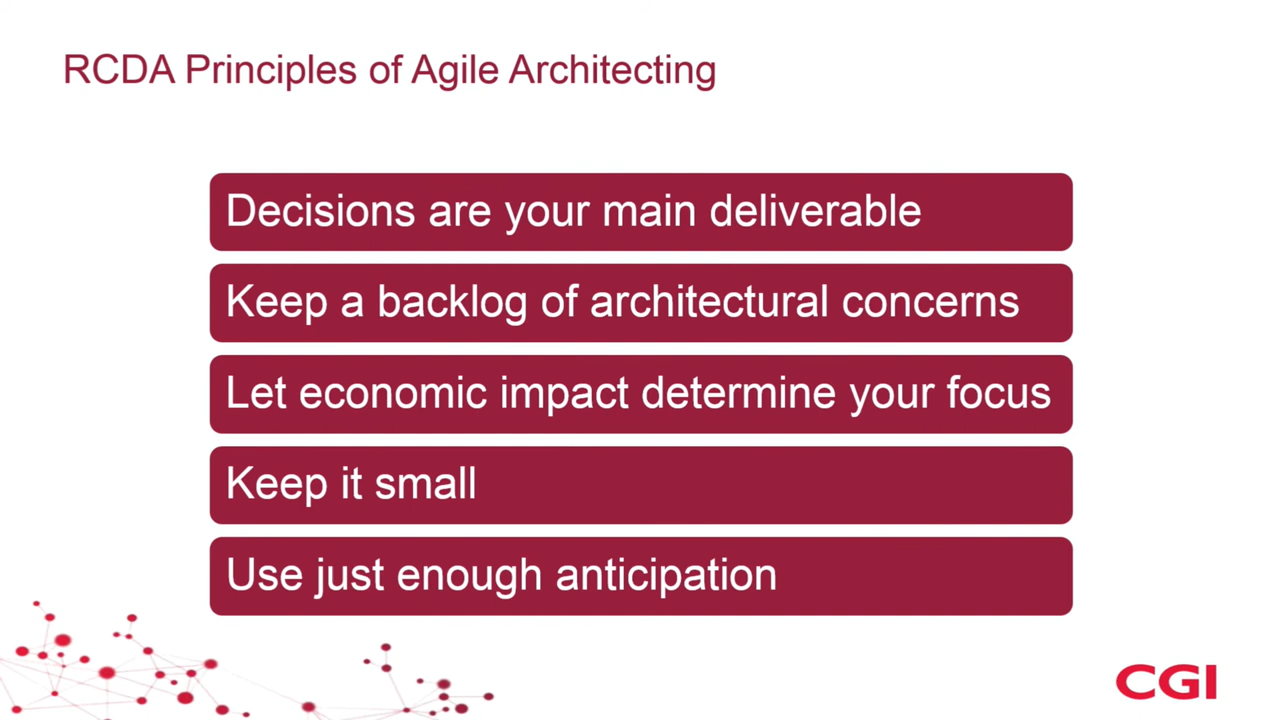 RCDA Principles of Agile Architecting
Decisions are your main deliverable
Keep a backlog of architectural concerns
Let economic impact determine your focus
Keep it small
Use just enough anticipation
CGI